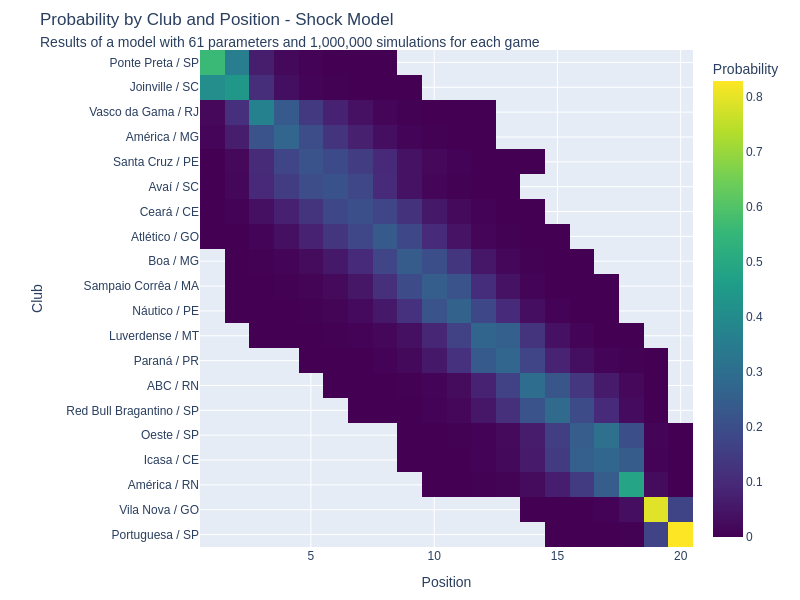 Probability by Club and Position - Shock Model
Results of a model with 61 parameters and 1,000,000 simulations for each game
Probability
Ponte Preta / SP
Joinville / SC
Vasco da Gama / RJ
América / MG
Santa Cruz / PE
Avaí / SC
Ceará / CE
Atlético / GO
Boa / MG
Sampaio Corrêa / MA
Náutico / PE
Luverdense / MT
Paraná / PR
ABC / RN
Red Bull Bragantino / SP
Oeste / SP
Icasa / CE
América / RN
Vila Nova / GO
Portuguesa / SP
Club
5
10
15
20
Position
0.8
0.7
0.6
0.5
0.4
0.3
0.2
0.1
0